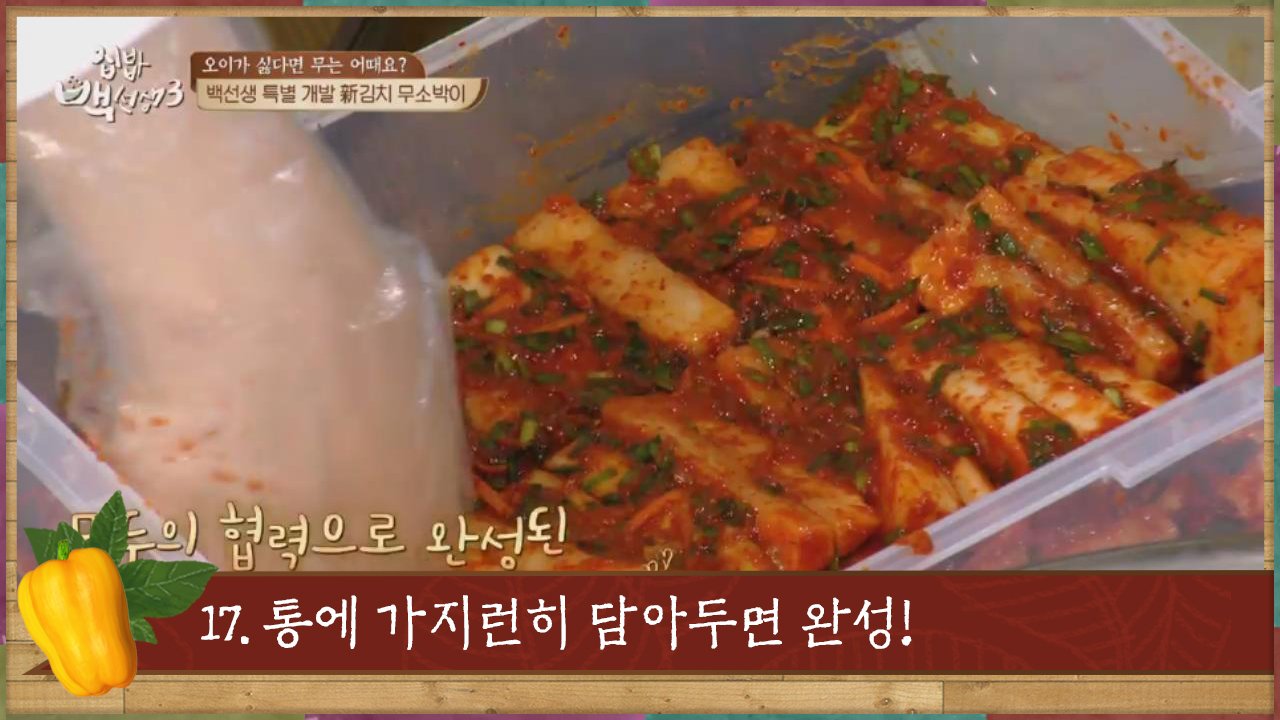 집밥
백선생3
오이가 싫다면 무는 어때요?
백선생 특별 개발 新김치 무소박이
모두의 협력으로 완성된
17. 통에 가지런히 담아두면 완성!